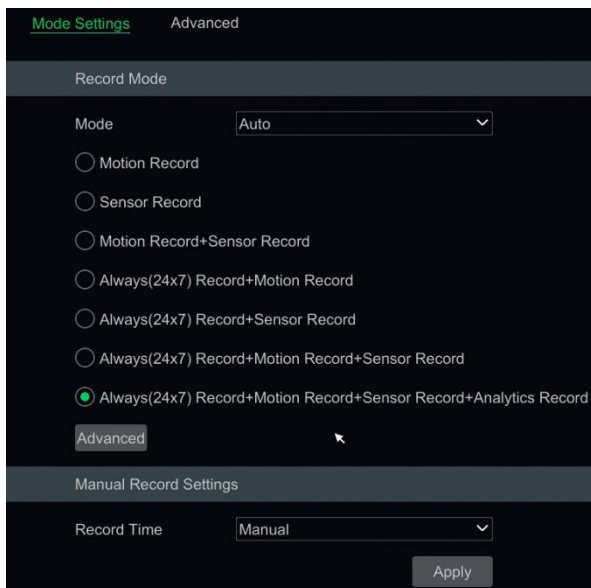 Mode Settings Advanced
Record Mode
Mode Auto
Motion Record
Sensor Record
Motion Record+Sensor Record
Always(24x7) Record+Motion Record
Always(24x7) Record+Sensor Record
Always(24x7) Record+Motion Record+Sensor Record
Always(24x7) Record+Motion Record+Sensor Record+Analytics Record
Advanced
Manual Record Settings
Record Time Manual
Apply